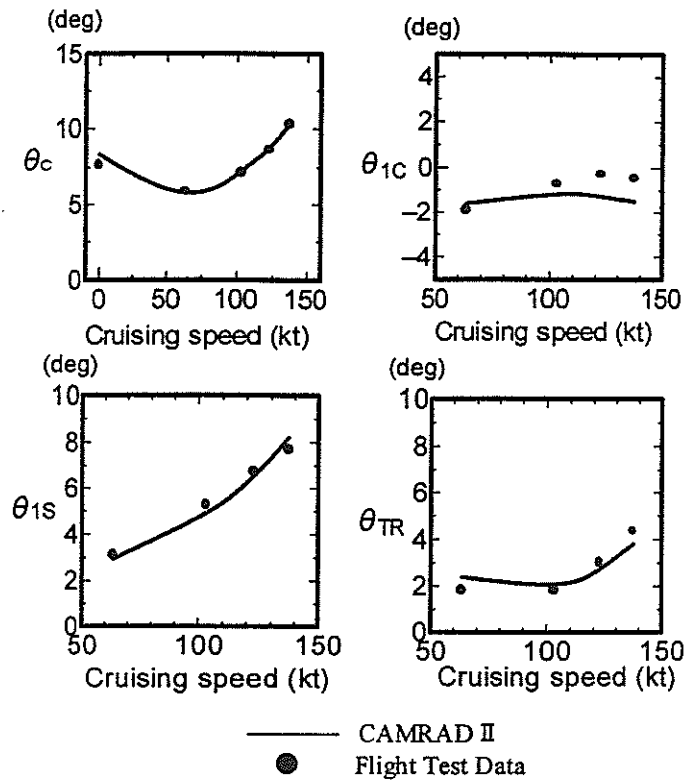 (deg)
15
10
θc
5
0
0 50 100 150
Cruising speed (kt)
(deg)
4
2
θ1C 0
−2
−4
50 100 150
Cruising speed (kt)
(deg)
10
8
6
θ1S
4
2
0
50 100 150
Cruising speed (kt)
(deg)
10
8
6
θTR 4
2
0
50 100 150
Cruising speed (kt)
CAMRAD Ⅱ
Flight Test Data